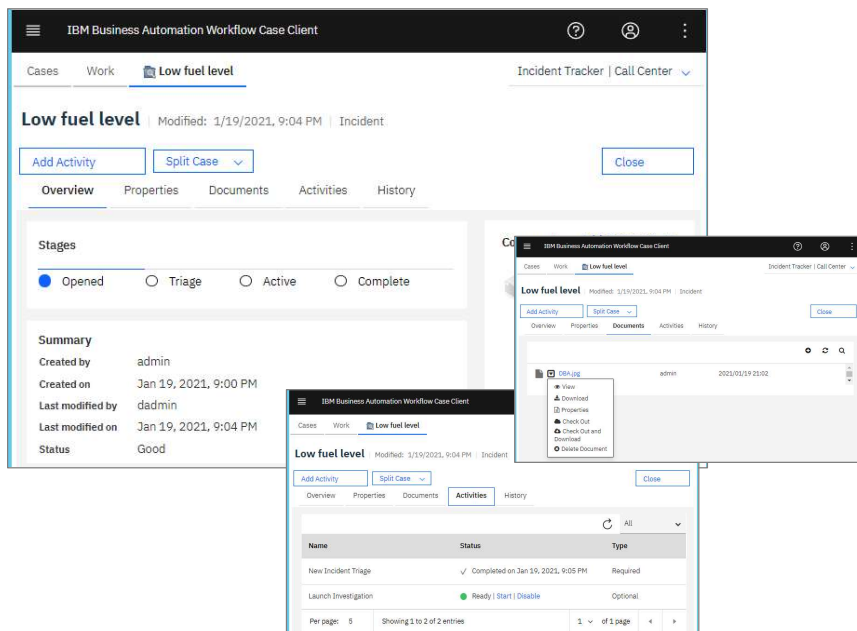 IBM Business Automation Workflow Case Client
Cases Work Low fuel level Incident Tracker | Call Center
Low fuel level Modified: 1/19/2021, 9:04 PM Incident
Add Activity Split Case Close
Overview Properties Documents Activities History
Stages
Opened Triage Active Complete
Summary
Created by admin
Created on Jan 19, 2021, 9:00 PM
Last modified by dadmin
Last modified on Jan 19, 2021, 9:04 PM
Status Good
IBM Business Automation Workflow Case Client
Cases Work Low fuel level Incident Tracker | Call Center
Low fuel level Modified: 1/19/2021, 9:04 PM Incident
Add Activity Split Case Close
Overview Properties Documents Activities History
DBA.jpg admin 2021/01/19 21:02
View
Download
Properties
Check Out
Check Out and
Download
Delete Document
IBM Business Automation Workflow Case Client
Cases Work Low fuel level
Low fuel level Modified: 1/19/2021, 9:04 PM Incident
Add Activity Split Case Close
Overview Properties Documents Activities History
All
Name Status Type
New Incident Triage Completed on Jan 19, 2021, 9:05 PM Required
Launch Investigation Ready | Start | Disable Optional
Per page: 5 Showing 1 to 2 of 2 entries 1 of 1 page